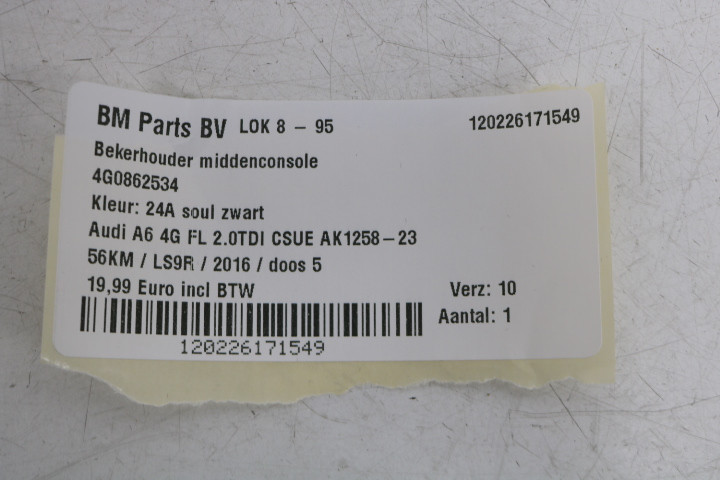 BM Parts BV LOK 8 - 95 120226171549
Bekerhouder middenconsole
4G0862534
Kleur: 24A soul zwart
Audi A6 4G FL 2.0TDI CSUE AK1258-23
56KM / LS9R / 2016 / doos 5
19,99 Euro incl BTW Verz: 10
Aantal: 1
120226171549